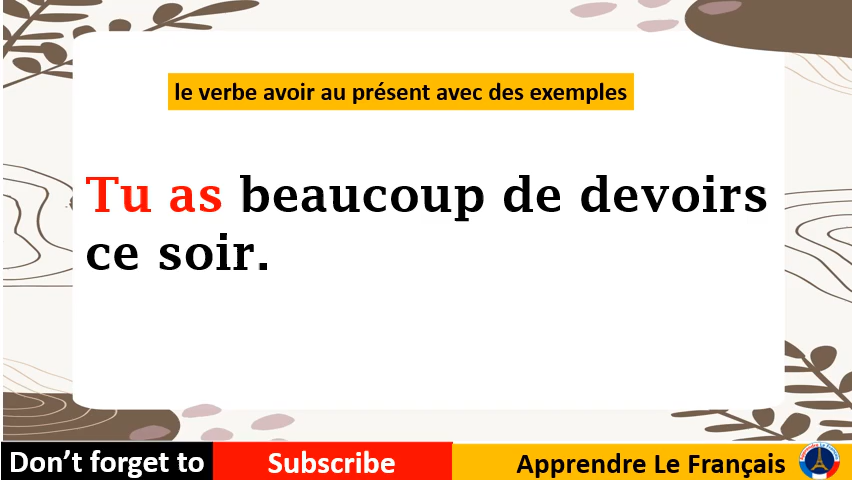 le verbe avoir au présent avec des exemples
Tu as beaucoup de devoirs
ce soir.
Don’t forget to Subscribe Apprendre Le Français